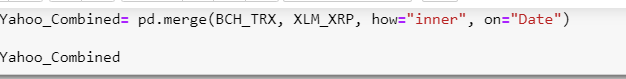 Yahoo_Combined= pd.merge(BCH_TRX, XLM_XRP, how="inner", on="Date")
Yahoo_Combined